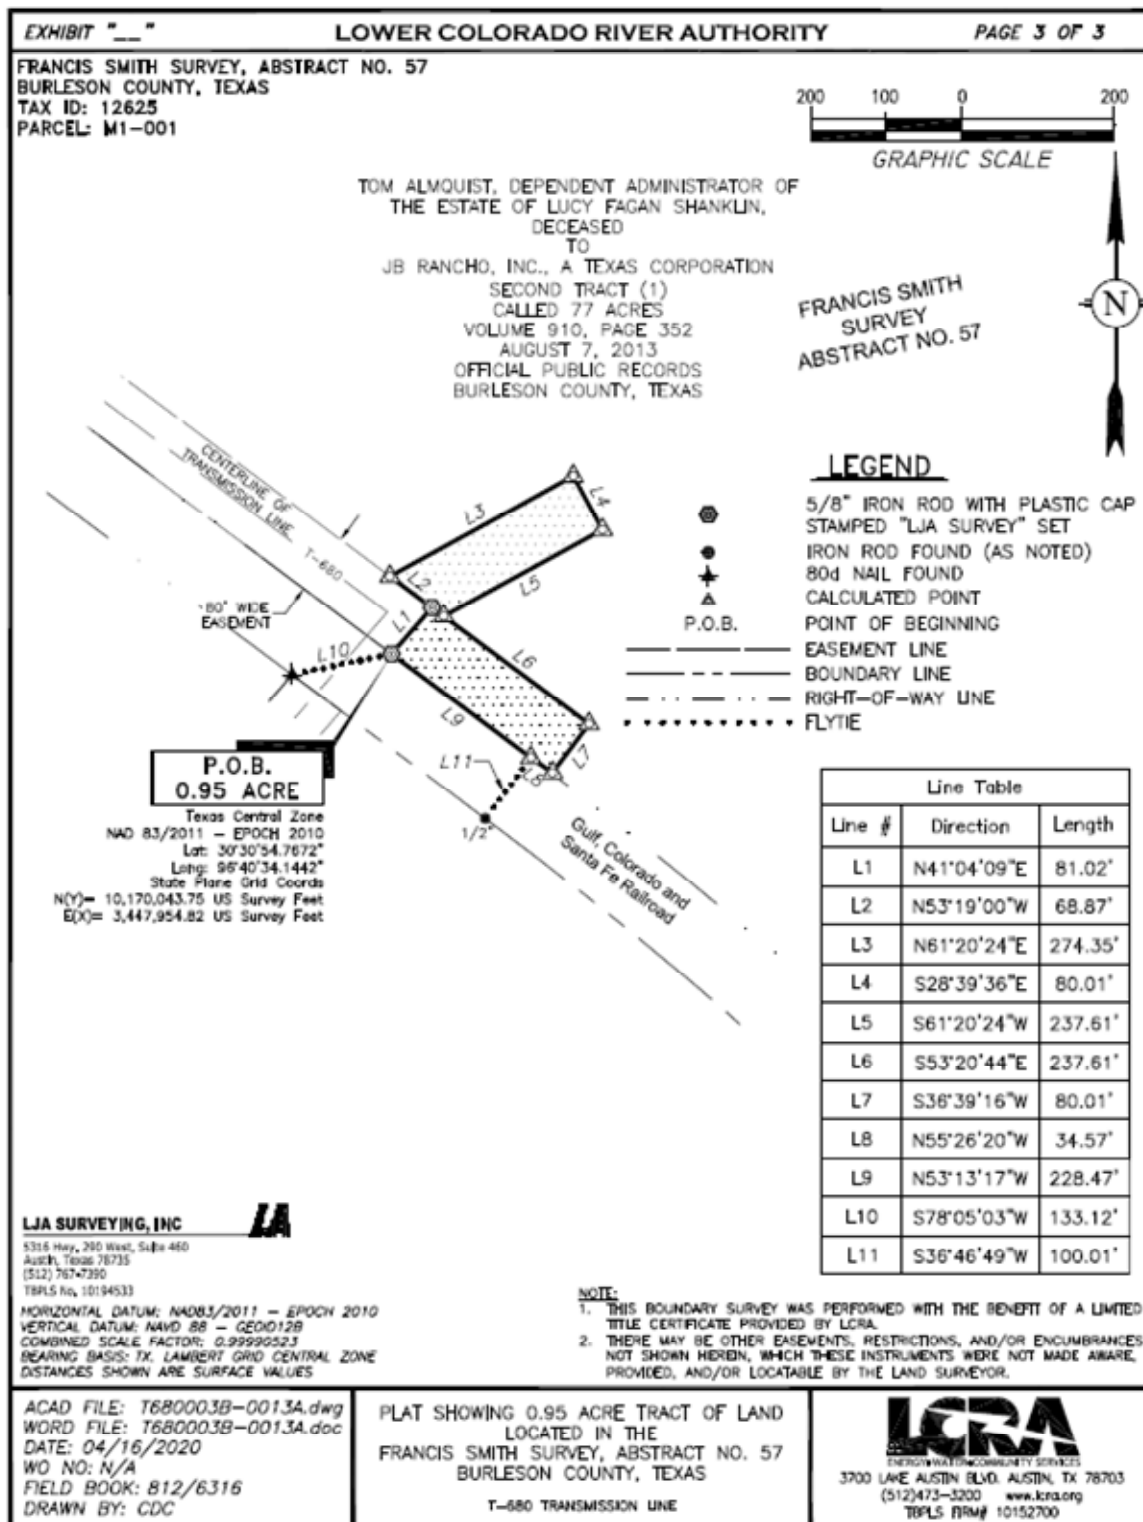 EXHIBIT "__"
LOWER COLORADO RIVER AUTHORITY
PAGE 3 OF 3
FRANCIS SMITH SURVEY, ABSTRACT NO. 57
BURLESON COUNTY, TEXAS
TAX ID: 12625
PARCEL: M1-001
200 100 0 200
GRAPHIC SCALE
TOM ALMQUIST, DEPENDENT ADMINISTRATOR OF
THE ESTATE OF LUCY FAGAN SHANKLIN,
DECEASED
TO
JB RANCHO, INC., A TEXAS CORPORATION
SECOND TRACT (1)
CALLED 77 ACRES
VOLUME 910, PAGE 352
AUGUST 7, 2013
OFFICIAL PUBLIC RECORDS
BURLESON COUNTY, TEXAS
FRANCIS SMITH
SURVEY
ABSTRACT NO. 57
N
CENTERLINE OF
TRANSMISSION LINE
T-680
80' WIDE
EASEMENT
L1
L2
L3
L4
L5
L6
L7
L8
L9
L10
L11
1/2"
Gulf, Colorado and
Santa Fe Railroad
P.O.B.
0.95 ACRE
Texas Central Zone
NAD 83/2011 – EPOCH 2010
Lat: 30°30'54.7672"
Long: 96°40'34.1442"
State Plane Grid Coords
N(Y)= 10,170,043.75 US Survey Feet
E(X)= 3,447,954.82 US Survey Feet
LEGEND
5/8" IRON ROD WITH PLASTIC CAP
STAMPED "LJA SURVEY" SET
IRON ROD FOUND (AS NOTED)
80d NAIL FOUND
CALCULATED POINT
P.O.B. POINT OF BEGINNING
EASEMENT LINE
BOUNDARY LINE
RIGHT-OF-WAY LINE
FLYTIE
Line Table
Line # Direction Length
L1 N41°04'09"E 81.02'
L2 N53°19'00"W 68.87'
L3 N61°20'24"E 274.35'
L4 S28°39'36"E 80.01'
L5 S61°20'24"W 237.61'
L6 S53°20'44"E 237.61'
L7 S36°39'16"W 80.01'
L8 N55°26'20"W 34.57'
L9 N53°13'17"W 228.47'
L10 S78°05'03"W 133.12'
L11 S36°46'49"W 100.01'
LJA SURVEYING, INC
5316 Hwy, 290 West, Suite 460
Austin, Texas 78735
(512) 767-7390
TBPLS No. 10194533
HORIZONTAL DATUM: NAD83/2011 – EPOCH 2010
VERTICAL DATUM: NAVD 88 – GEOID12B
COMBINED SCALE FACTOR: 0.99990523
BEARING BASIS: TX. LAMBERT GRID CENTRAL ZONE
DISTANCES SHOWN ARE SURFACE VALUES
NOTE:
1. THIS BOUNDARY SURVEY WAS PERFORMED WITH THE BENEFIT OF A LIMITED
TITLE CERTIFICATE PROVIDED BY LCRA.
2. THERE MAY BE OTHER EASEMENTS, RESTRICTIONS, AND/OR ENCUMBRANCES
NOT SHOWN HEREIN, WHICH THESE INSTRUMENTS WERE NOT MADE AWARE,
PROVIDED, AND/OR LOCATABLE BY THE LAND SURVEYOR.
ACAD FILE: T680003B-0013A.dwg
WORD FILE: T680003B-0013A.doc
DATE: 04/16/2020
WO NO: N/A
FIELD BOOK: 812/6316
DRAWN BY: CDC
PLAT SHOWING 0.95 ACRE TRACT OF LAND
LOCATED IN THE
FRANCIS SMITH SURVEY, ABSTRACT NO. 57
BURLESON COUNTY, TEXAS
T-680 TRANSMISSION LINE
LCRA
ENERGY•WATER•COMMUNITY SERVICES
3700 LAKE AUSTIN BLVD. AUSTIN, TX 78703
(512)473-3200 www.lcra.org
TBPLS FIRM# 10152700